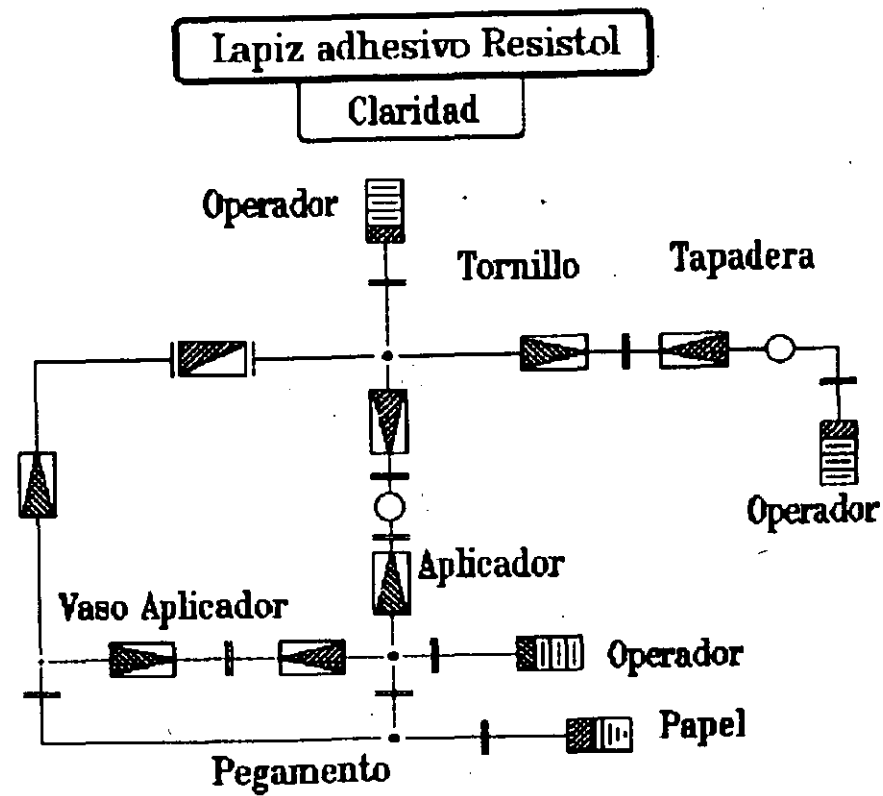 Lapiz adhesivo Resistol
Claridad
Operador
Tornillo
Tapadera
Operador
Aplicador
Vaso Aplicador
Operador
Papel
Pegamento